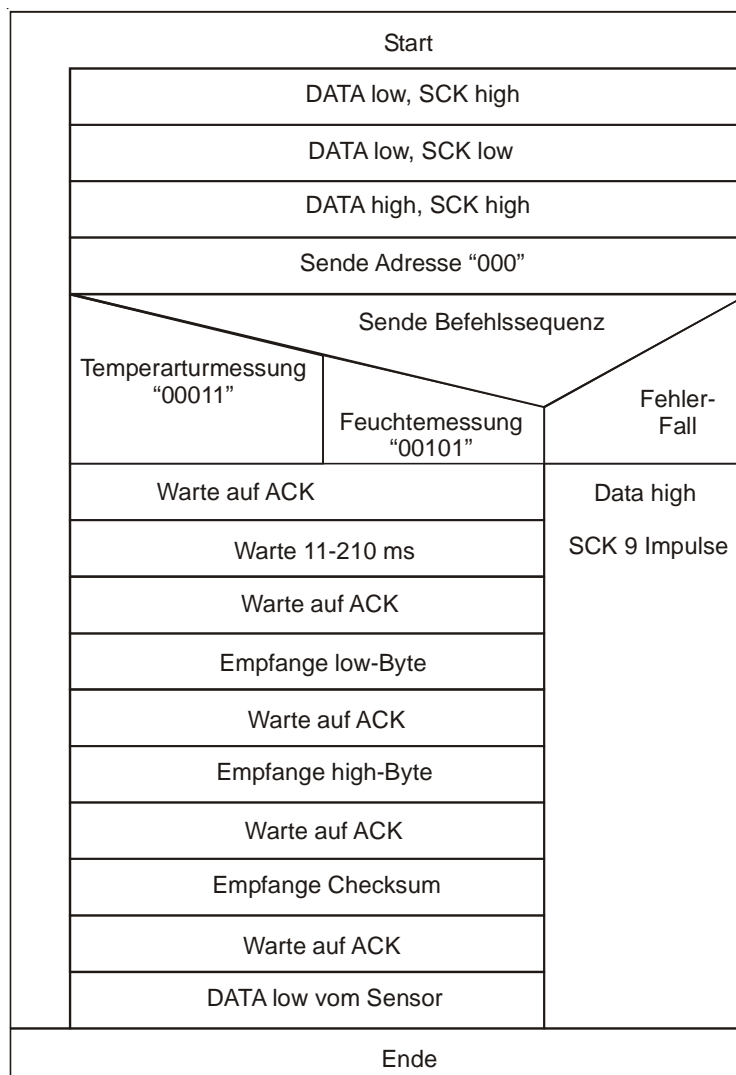 Start
DATA low, SCK high
DATA low, SCK low
DATA high, SCK high
Sende Adresse “000”
Sende Befehlssequenz
Temperarturmessung
“00011”
Feuchtemessung
“00101”
Fehler-
Fall
Warte auf ACK
Warte 11-210 ms
Warte auf ACK
Empfange low-Byte
Warte auf ACK
Empfange high-Byte
Warte auf ACK
Empfange Checksum
Warte auf ACK
DATA low vom Sensor
Data high
SCK 9 Impulse
Ende